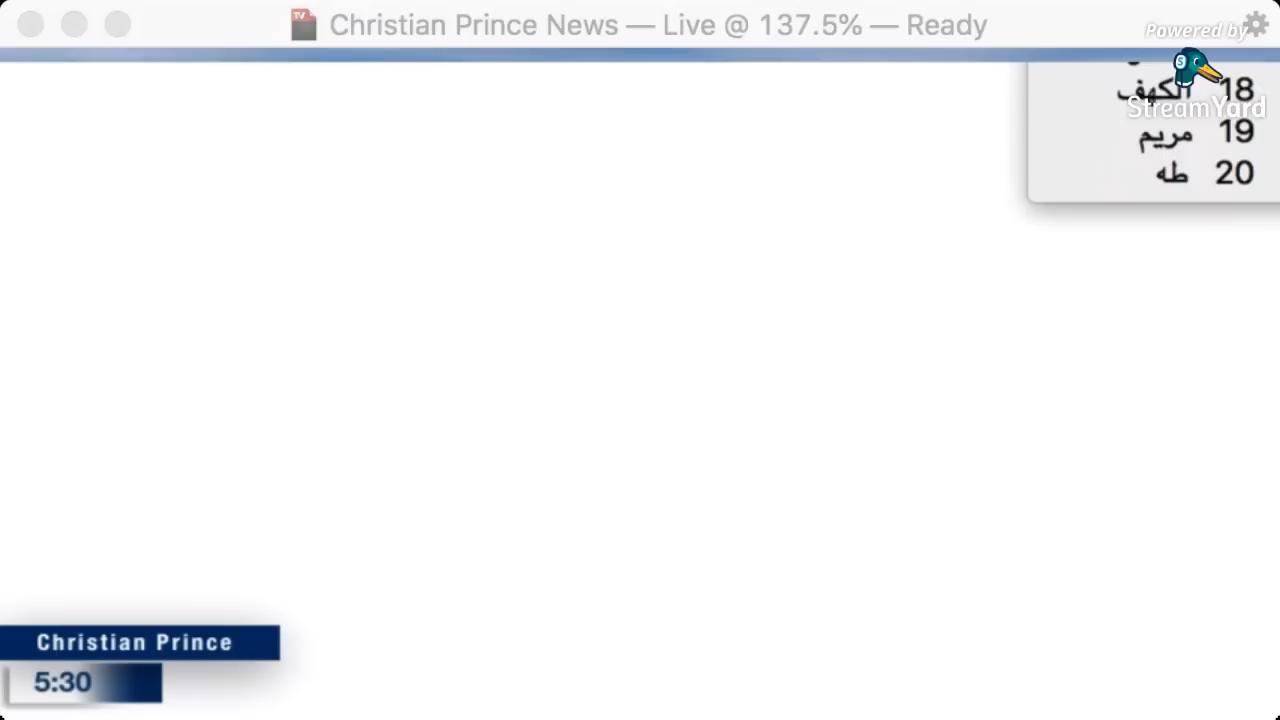 Christian Prince News — Live @ 137.5% — Ready
Powered by
StreamYard
18 الكهف
19 مريم
20 طه
Christian Prince
5:30